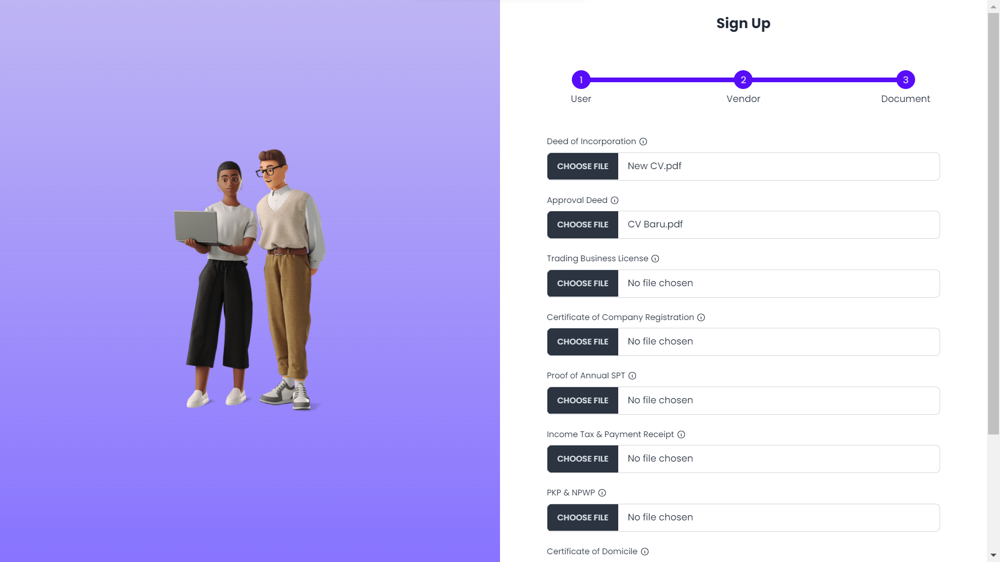 Sign Up
1
2
3
User
Vendor
Document
Deed of Incorporation
CHOOSE FILE New CV.pdf
Approval Deed
CHOOSE FILE CV Baru.pdf
Trading Business License
CHOOSE FILE No file chosen
Certificate of Company Registration
CHOOSE FILE No file chosen
Proof of Annual SPT
CHOOSE FILE No file chosen
Income Tax & Payment Receipt
CHOOSE FILE No file chosen
PKP & NPWP
CHOOSE FILE No file chosen
Certificate of Domicile